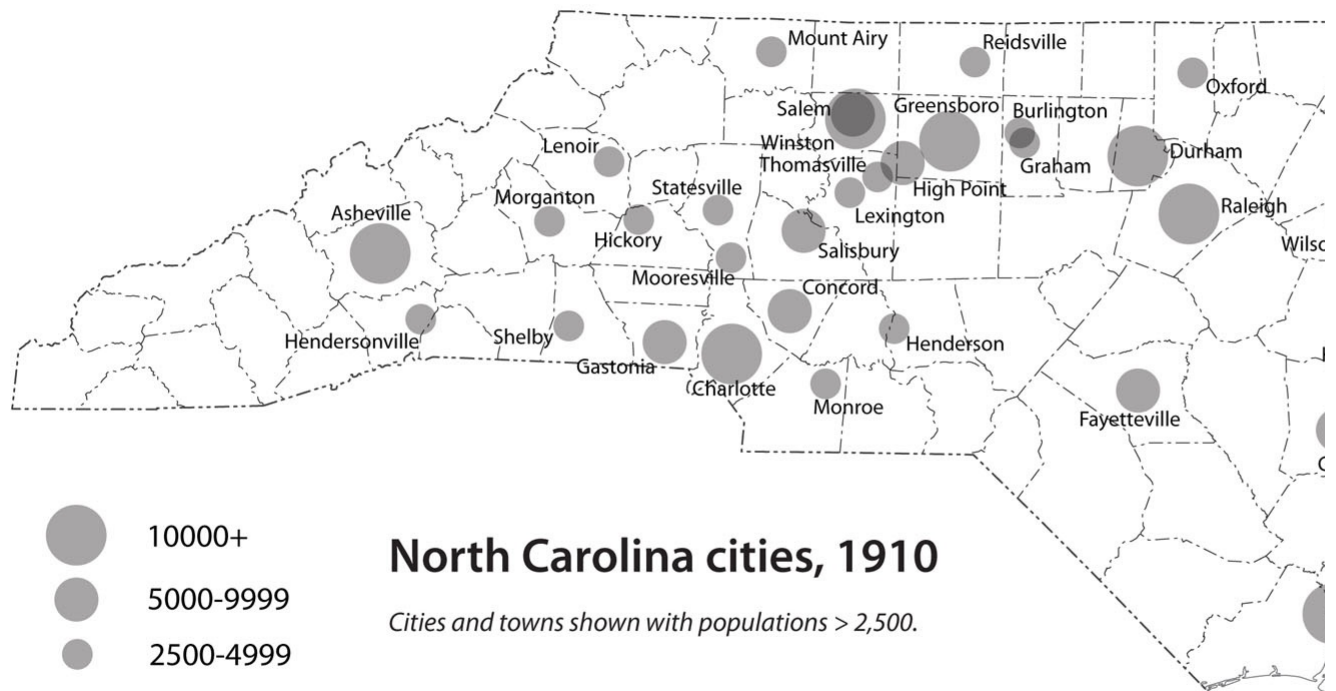 Mount Airy
Reidsville
Oxford
Salem
Greensboro
Burlington
Winston
Thomasville
Graham
Durham
Lenoir
High Point
Statesville
Morganton
Lexington
Raleigh
Asheville
Hickory
Salisbury
Mooresville
Concord
Hendersonville
Shelby
Henderson
Gastonia
Charlotte
Monroe
Fayetteville
10000+
5000-9999
2500-4999
North Carolina cities, 1910
Cities and towns shown with populations > 2,500.